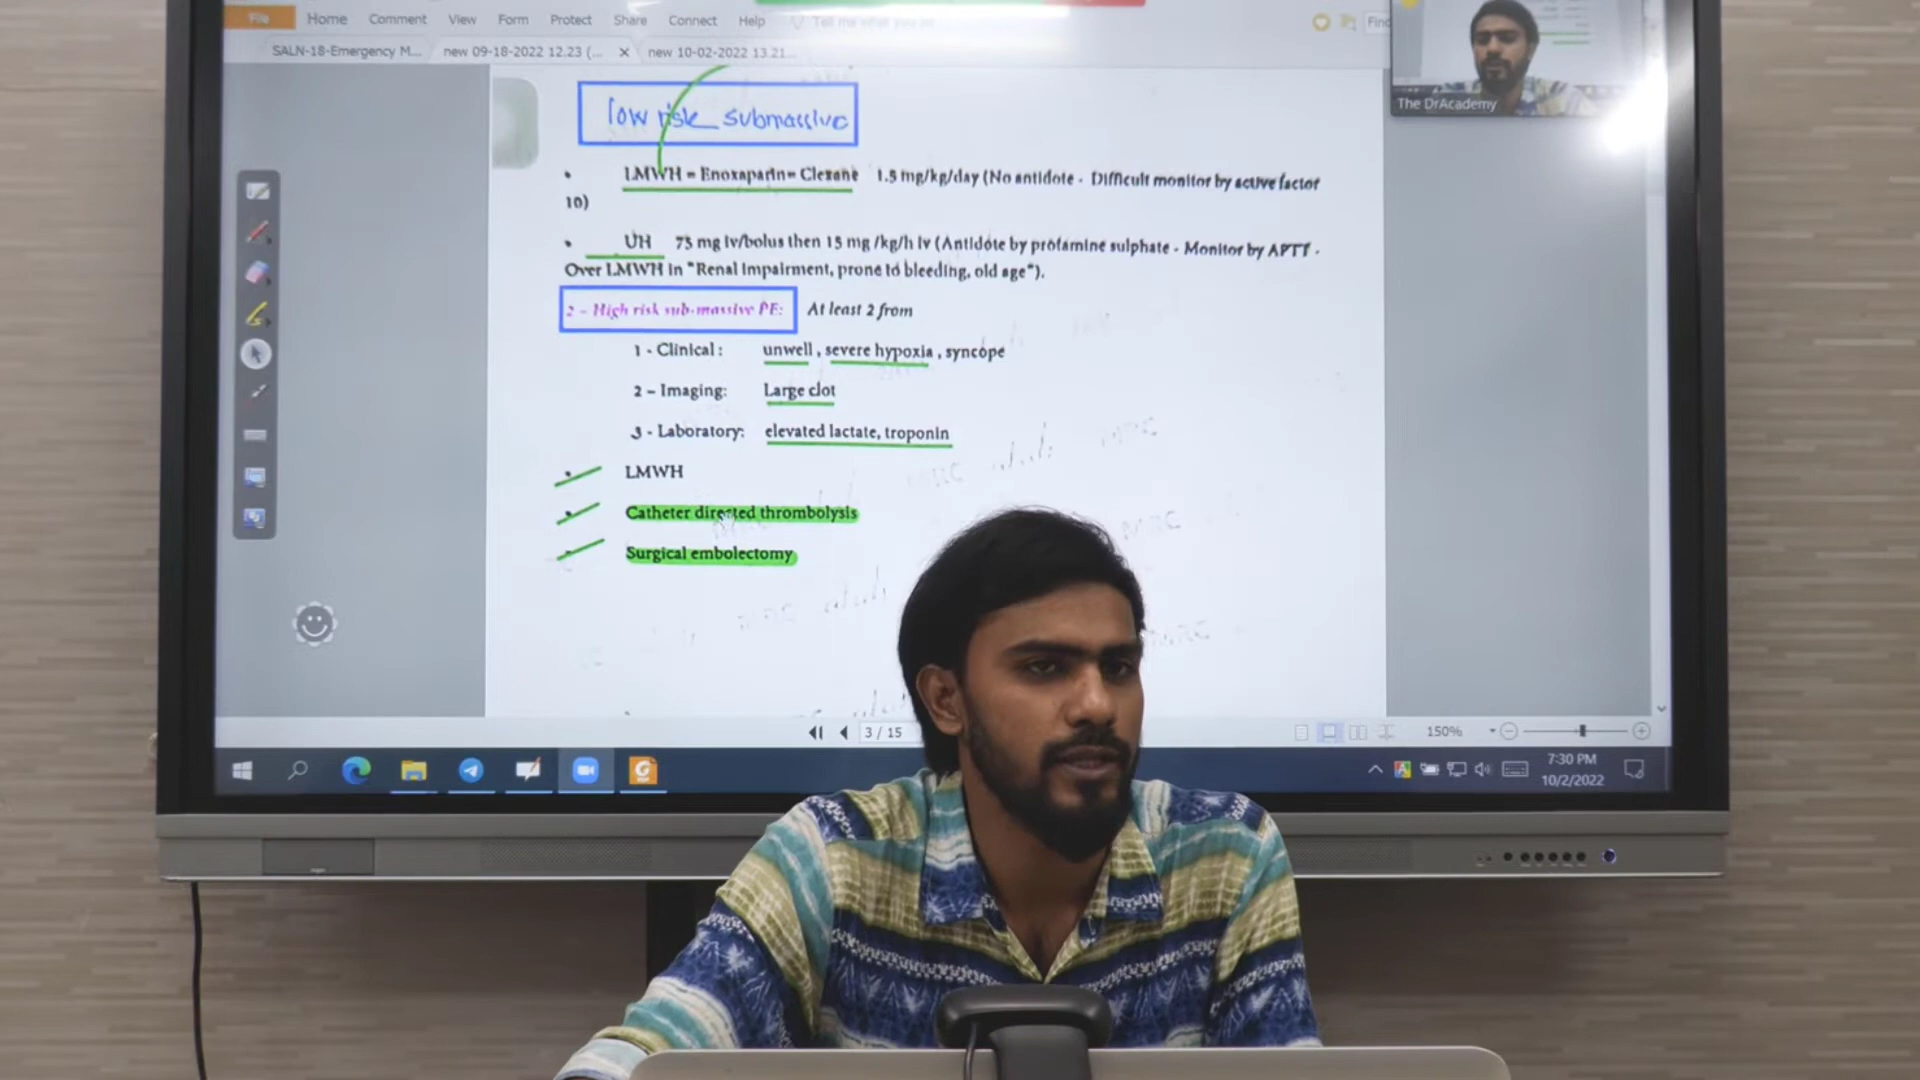 File Home Comment View Form Protect Share Connect Help Tell me what you Find
SALN-18-Emergency M... new 09-18-2022 12.23 (... new 10-02-2022 13.21...
The DrAcademy
low risk submassive
• LMWH = Enoxaparin= Clexane 1.5 mg/kg/day (No antidote - Difficult monitor by active factor
10)
• UH 75 mg iv/bolus then 15 mg /kg/h iv (Antidote by protamine sulphate - Monitor by APTT -
Over LMWH in "Renal Impairment, prone to bleeding, old age").
2 - High risk sub-massive PE: At least 2 from
1 - Clinical : unwell , severe hypoxia , syncope
2 – Imaging: Large clot
3 - Laboratory: elevated lactate, troponin
• LMWH
• Catheter directed thrombolysis
• Surgical embolectomy
3 / 15
150%
7:30 PM
10/2/2022